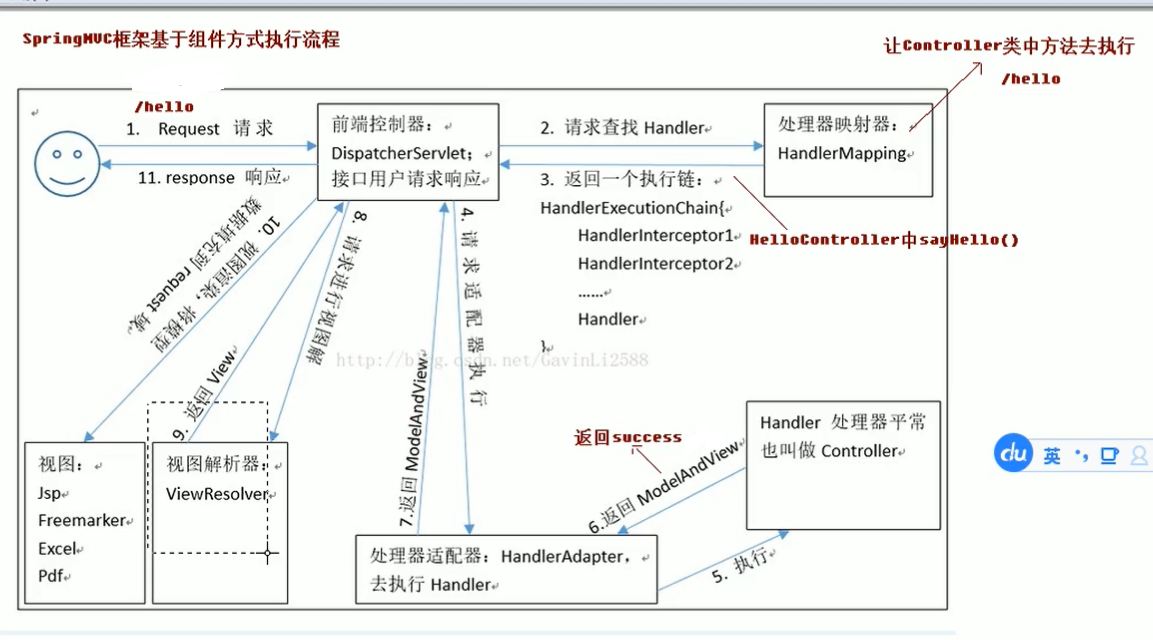 SpringMVC框架基于组件方式执行流程
让Controller类中方法去执行
/hello
/hello
1. Request 请求
11. response 响应
前端控制器：
DispatcherServlet；
接口用户请求响应
2. 请求查找 Handler
3. 返回一个执行链：
HandlerExecutionChain{
HandlerInterceptor1
HandlerInterceptor2
......
Handler
}
处理器映射器：
HandlerMapping
HelloController中sayHello()
10. 视图渲染，将模型
数据填充到 request 域
9. 返回 View
8. 请求进行视图解
4. 请求适配器执行
7.返回 ModelAndView
http://blog.csdn.net/GavinLi2588
返回success
6.返回 ModelAndView
5. 执行
Handler 处理器平常
也叫做 Controller
视图：
Jsp
Freemarker
Excel
Pdf
视图解析器：
ViewResolver
处理器适配器：HandlerAdapter，
去执行 Handler
du 英